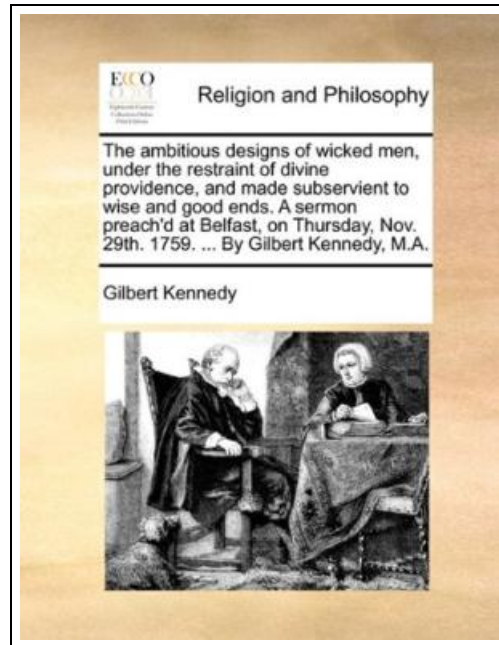 ECCO
Religion and Philosophy
The ambitious designs of wicked men,
under the restraint of divine
providence, and made subservient to
wise and good ends. A sermon
preach'd at Belfast, on Thursday, Nov.
29th. 1759. ... By Gilbert Kennedy, M.A.
Gilbert Kennedy